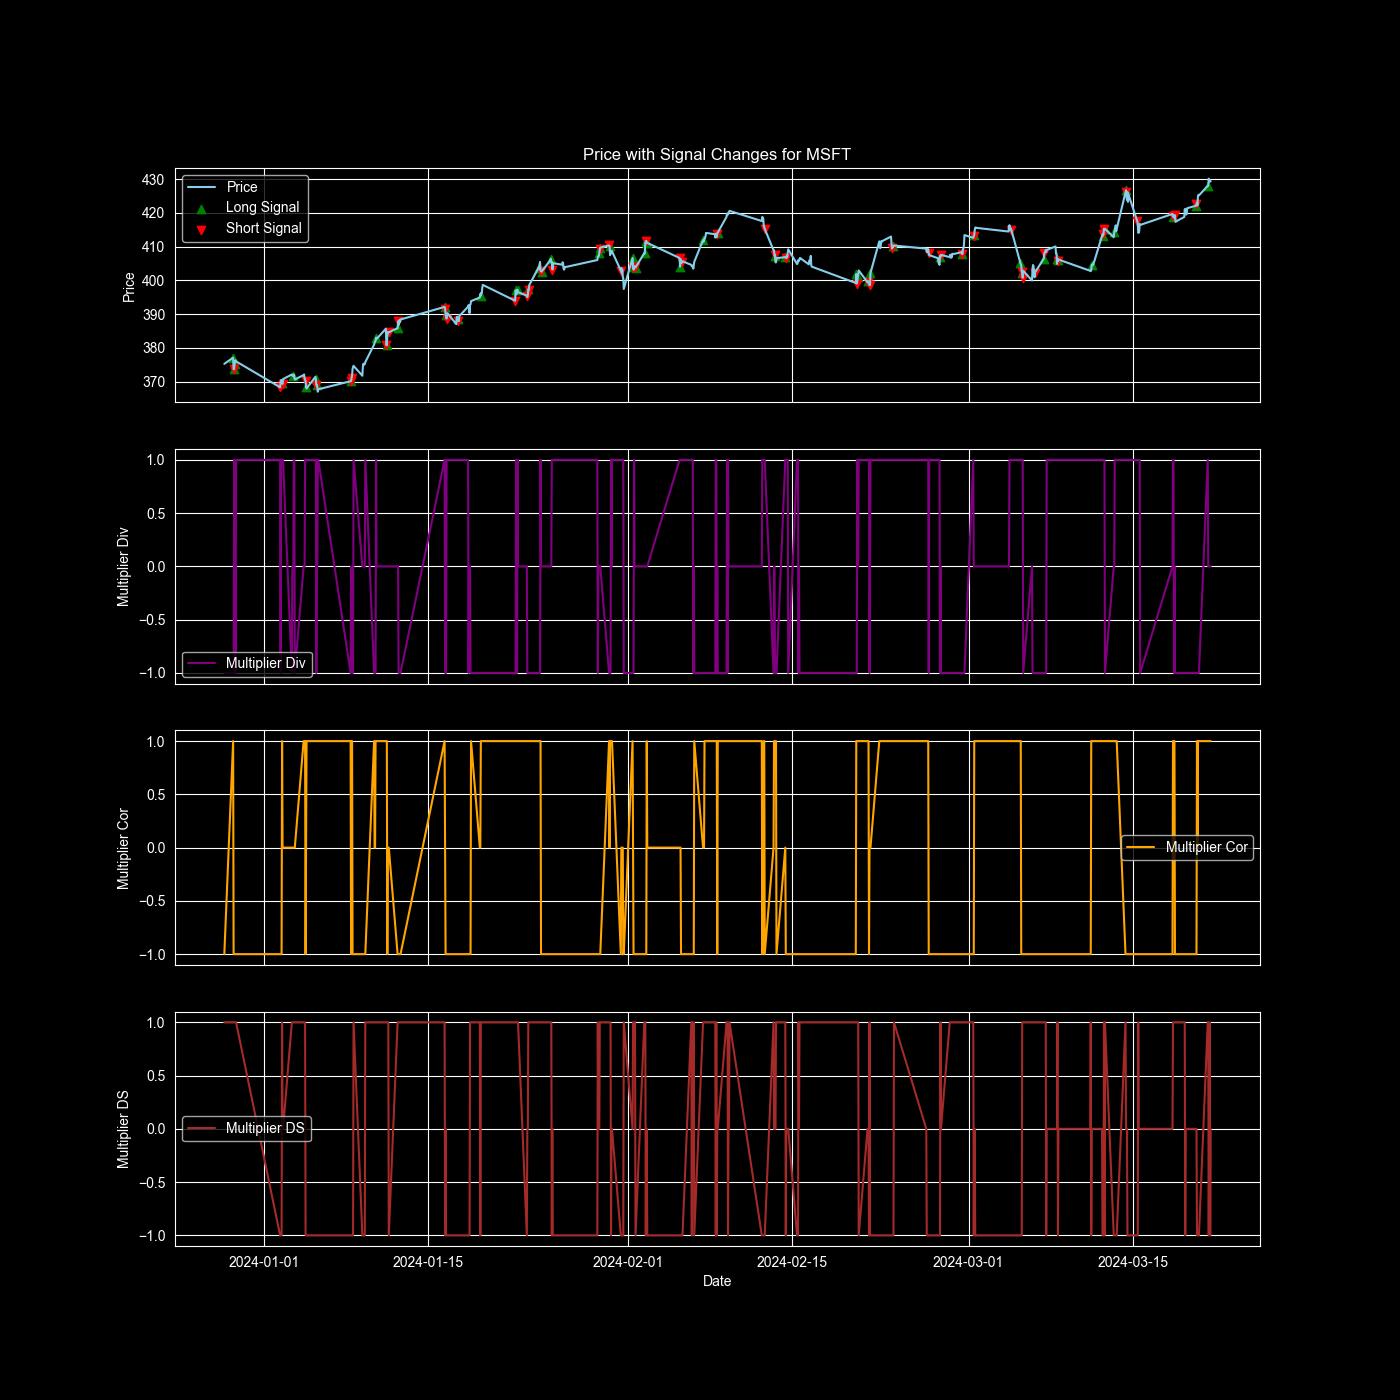 Price with Signal Changes for MSFT
430
420
410
400
390
380
370
Price
Price
Long Signal
Short Signal
1.0
0.5
0.0
−0.5
−1.0
Multiplier Div
Multiplier Div
1.0
0.5
0.0
−0.5
−1.0
Multiplier Cor
Multiplier Cor
1.0
0.5
0.0
−0.5
−1.0
Multiplier DS
Multiplier DS
2024-01-01 2024-01-15 2024-02-01 2024-02-15 2024-03-01 2024-03-15
Date